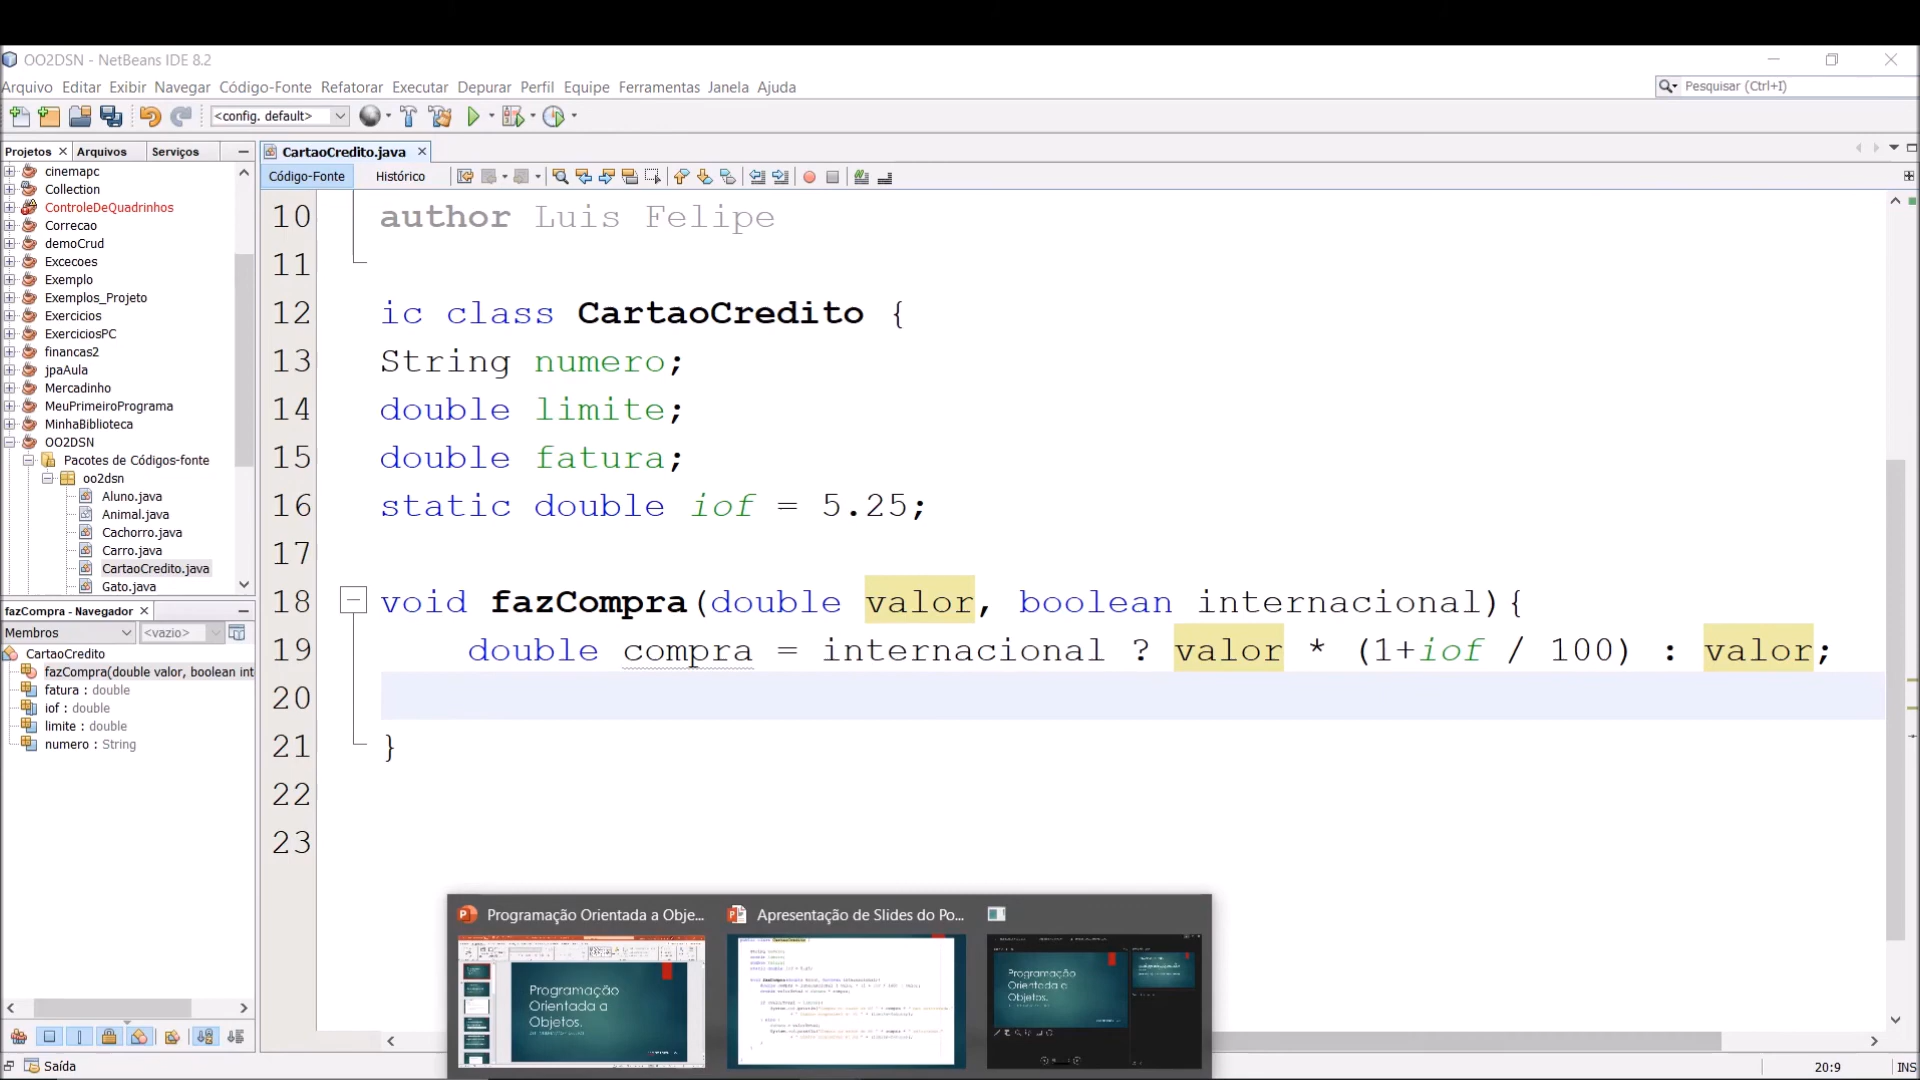 OO2DSN - NetBeans IDE 8.2
Arquivo Editar Exibir Navegar Código-Fonte Refatorar Executar Depurar Perfil Equipe Ferramentas Janela Ajuda
Pesquisar (Ctrl+I)
<config. default>
Projetos Arquivos Serviços
CartaoCredito.java
Código-Fonte Histórico
cinemapc
Collection
ControleDeQuadrinhos
Correcao
demoCrud
Excecoes
Exemplo
Exemplos_Projeto
Exercicios
ExerciciosPC
financas2
jpaAula
Mercadinho
MeuPrimeiroPrograma
MinhaBiblioteca
OO2DSN
Pacotes de Códigos-fonte
oo2dsn
Aluno.java
Animal.java
Cachorro.java
Carro.java
CartaoCredito.java
Gato.java
fazCompra - Navegador
Membros <vazio>
CartaoCredito
fazCompra(double valor, boolean int
fatura : double
iof : double
limite : double
numero : String
10 author Luis Felipe
11
12 ic class CartaoCredito {
13 String numero;
14 double limite;
15 double fatura;
16 static double iof = 5.25;
17
18 void fazCompra(double valor, boolean internacional){
19 double compra = internacional ? valor * (1+iof / 100) : valor;
20
21 }
22
23
Programação Orientada a Obje...
Apresentação de Slides do Po...
Programação
Orientada a
Objetos.
Programação
Orientada a
Objetos.
Saída
20:9 INS